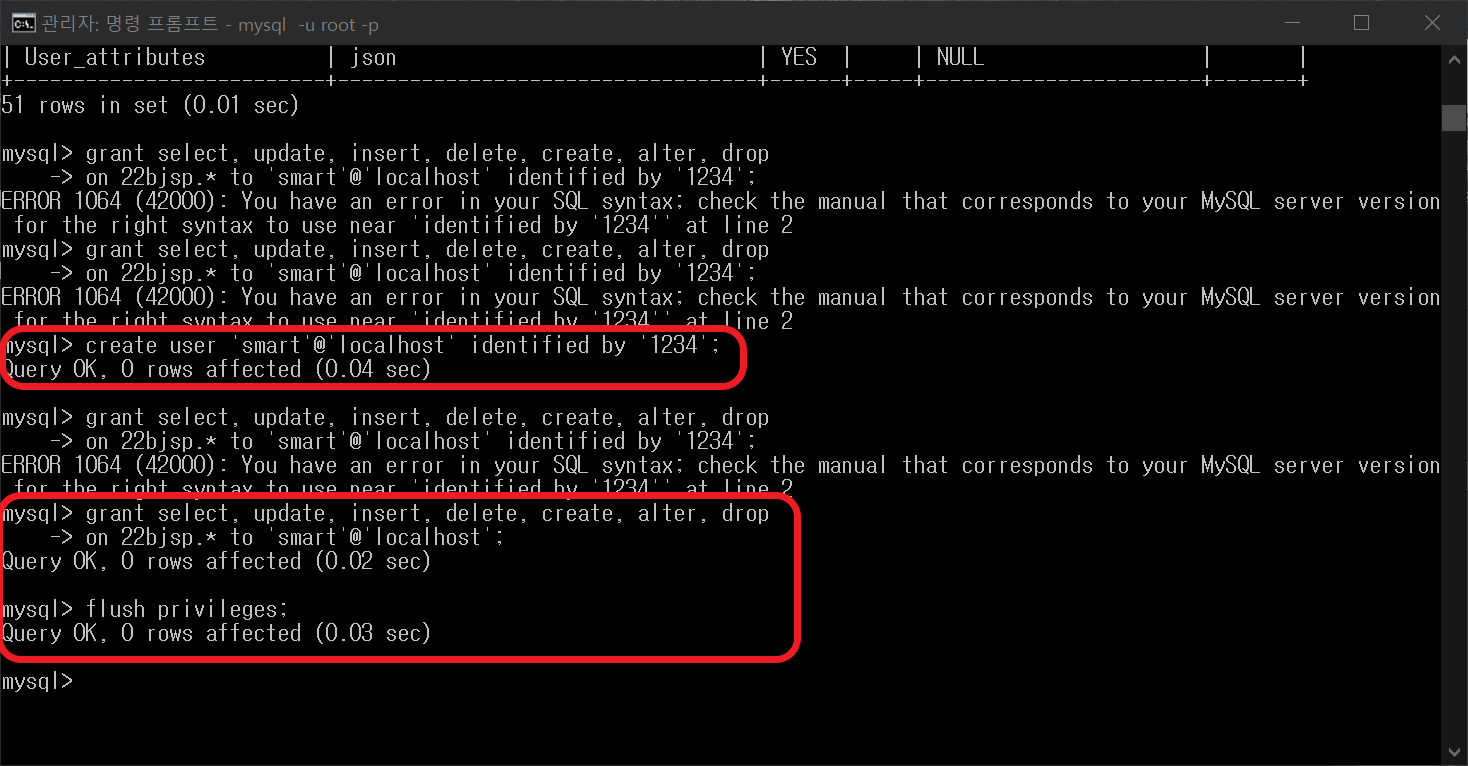 관리자: 명령 프롬프트 - mysql  -u root -p
| User_attributes          | json                              | YES  |     | NULL                  |       |
+--------------------------+-----------------------------------+------+-----+-----------------------+-------+
51 rows in set (0.01 sec)
mysql> grant select, update, insert, delete, create, alter, drop
    -> on 22bjsp.* to 'smart'@'localhost' identified by '1234';
ERROR 1064 (42000): You have an error in your SQL syntax; check the manual that corresponds to your MySQL server version
 for the right syntax to use near 'identified by '1234'' at line 2
mysql> grant select, update, insert, delete, create, alter, drop
    -> on 22bjsp.* to 'smart'@'localhost' identified by '1234';
ERROR 1064 (42000): You have an error in your SQL syntax; check the manual that corresponds to your MySQL server version
 for the right syntax to use near 'identified by '1234'' at line 2
mysql> create user 'smart'@'localhost' identified by '1234';
Query OK, 0 rows affected (0.04 sec)
mysql> grant select, update, insert, delete, create, alter, drop
    -> on 22bjsp.* to 'smart'@'localhost' identified by '1234';
ERROR 1064 (42000): You have an error in your SQL syntax; check the manual that corresponds to your MySQL server version
 for the right syntax to use near 'identified by '1234'' at line 2
mysql> grant select, update, insert, delete, create, alter, drop
    -> on 22bjsp.* to 'smart'@'localhost';
Query OK, 0 rows affected (0.02 sec)
mysql> flush privileges;
Query OK, 0 rows affected (0.03 sec)
mysql>